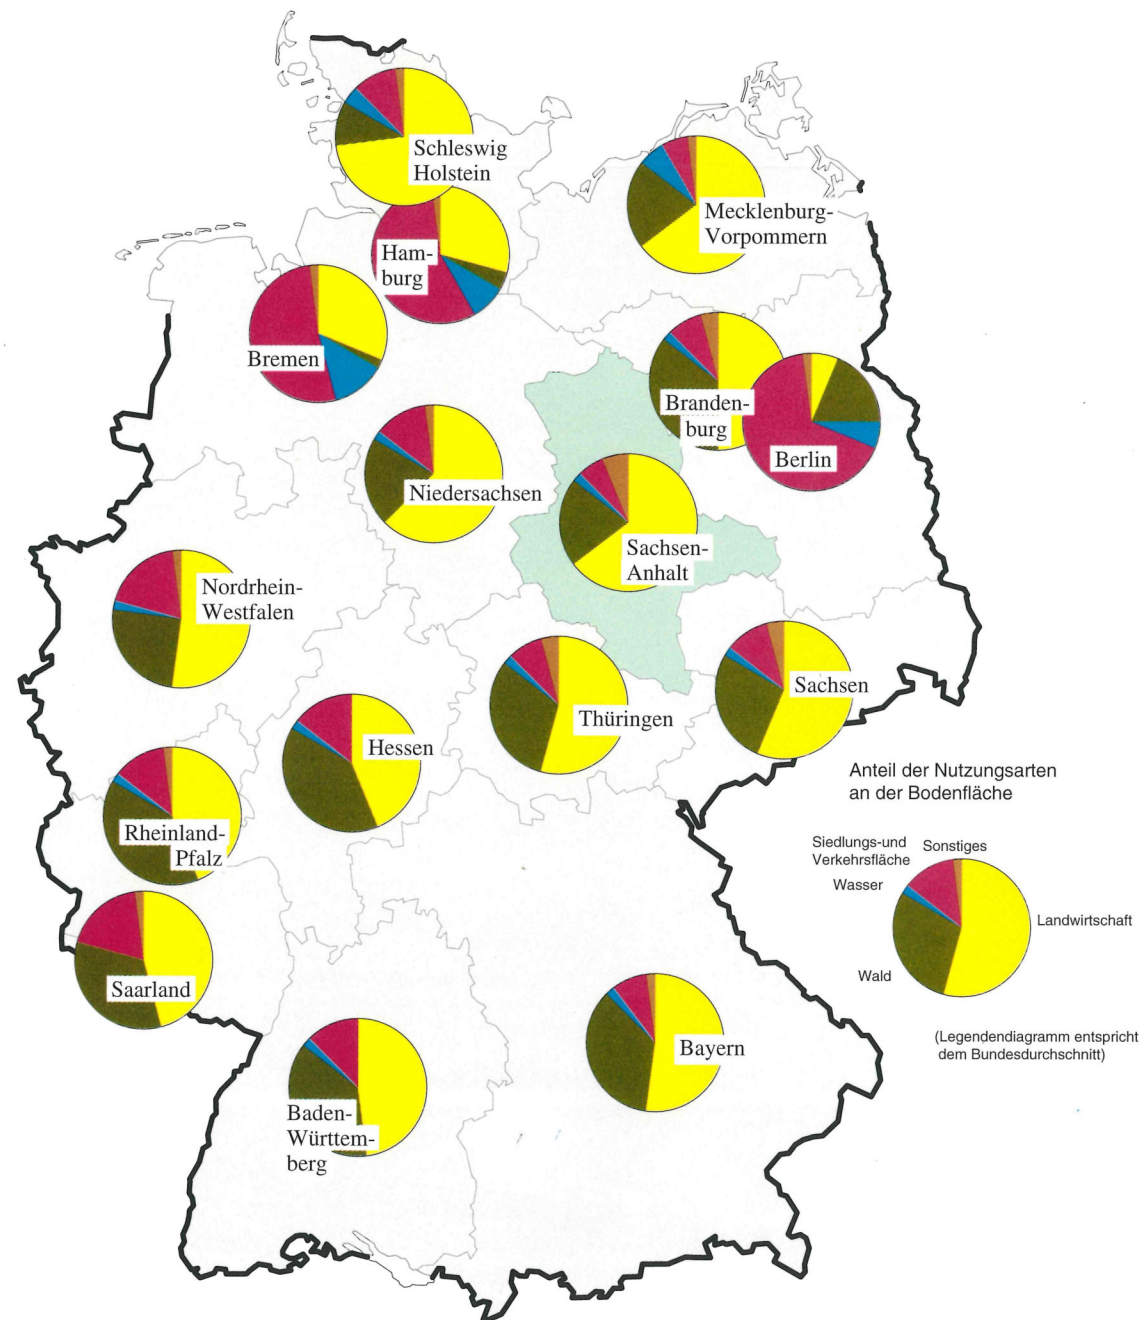 Schleswig
Holstein
Mecklenburg-
Vorpommern
Ham-
burg
Bremen
Branden-
burg
Berlin
Niedersachsen
Sachsen-
Anhalt
Nordrhein-
Westfalen
Sachsen
Thüringen
Hessen
Rheinland-
Pfalz
Saarland
Bayern
Baden-
Württem-
berg
Anteil der Nutzungsarten
an der Bodenfläche
Siedlungs-und
Verkehrsfläche
Sonstiges
Wasser
Landwirtschaft
Wald
(Legendendiagramm entspricht
dem Bundesdurchschnitt)